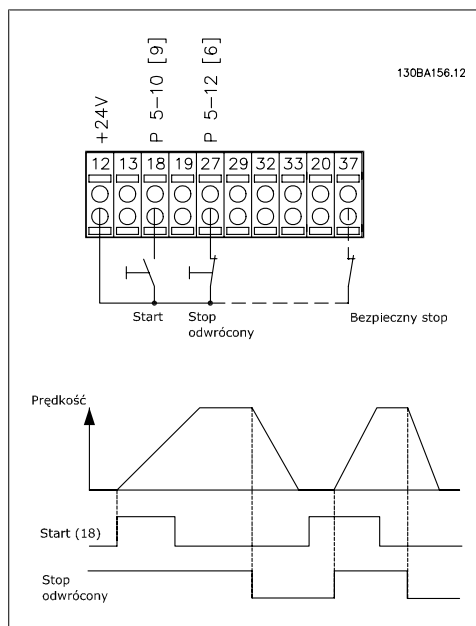 130BA156.12
+24V
P 5-10 [9]
P 5-12 [6]
12 13 18 19 27 29 32 33 20 37
Start
Stop
odwrócony
Bezpieczny stop
Prędkość
Start (18)
Stop
odwrócony